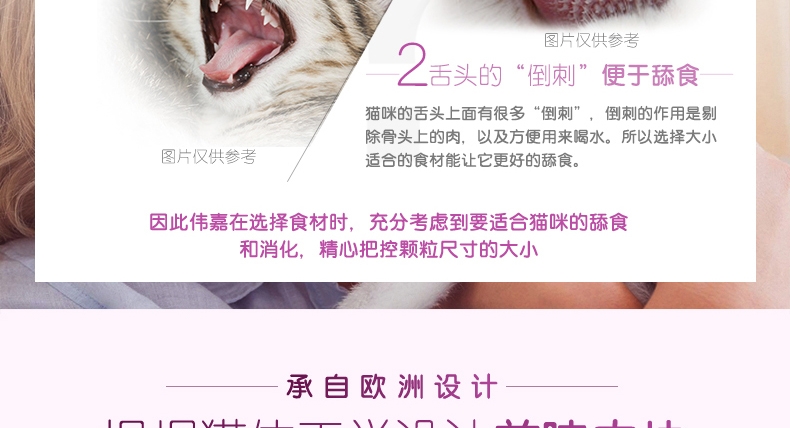 图片仅供参考
2舌头的“倒刺”便于舔食
猫咪的舌头上面有很多“倒刺”，倒刺的作用是剔
除骨头上的肉，以及方便用来喝水。所以选择大小
适合的食材能让它更好的舔食。
图片仅供参考
因此伟嘉在选择食材时，充分考虑到要适合猫咪的舔食
和消化，精心把控颗粒尺寸的大小
承自欧洲设计